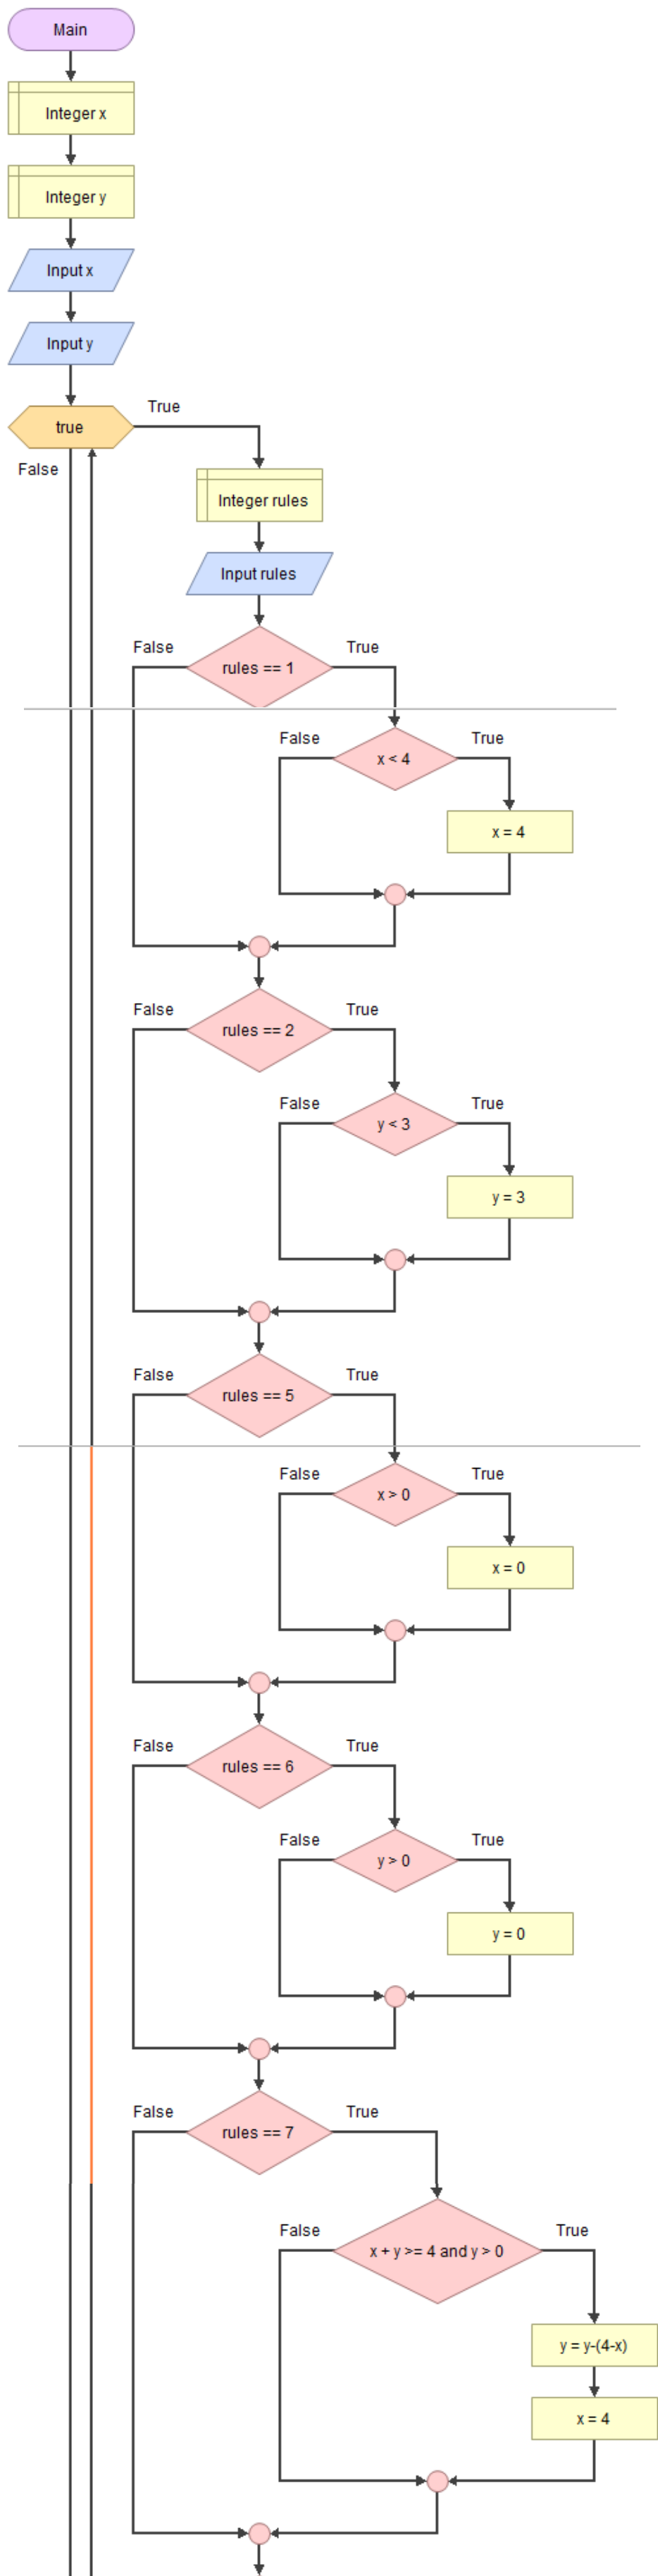 Main
Integer x
Integer y
Input x
Input y
true
True
False
Integer rules
Input rules
False
rules == 1
True
False
x < 4
True
x = 4
False
rules == 2
True
False
y < 3
True
y = 3
False
rules == 5
True
False
x > 0
True
x = 0
False
rules == 6
True
False
y > 0
True
y = 0
False
rules == 7
True
False
x + y >= 4 and y > 0
True
y = y-(4-x)
x = 4